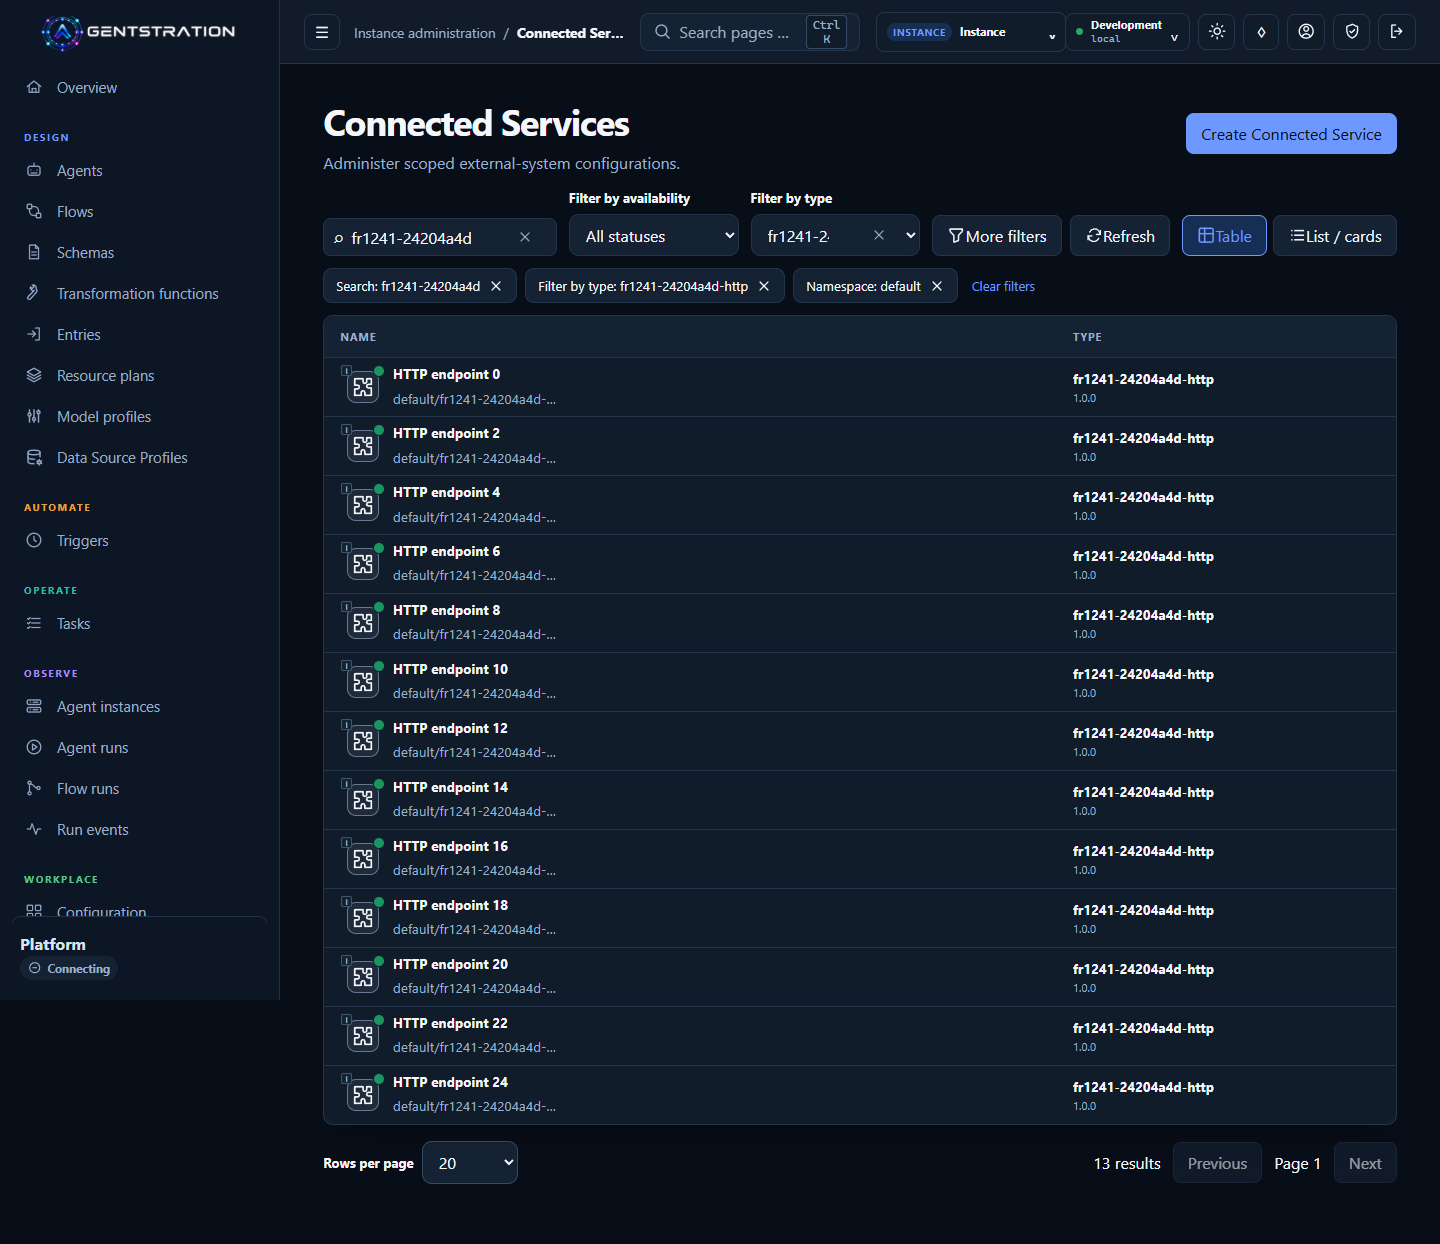 GENTSTRATION
Instance administration / Connected Ser...
Search pages ...
Ctrl K
INSTANCE Instance
Development
local
Overview
DESIGN
Agents
Flows
Schemas
Transformation functions
Entries
Resource plans
Model profiles
Data Source Profiles
AUTOMATE
Triggers
OPERATE
Tasks
OBSERVE
Agent instances
Agent runs
Flow runs
Run events
WORKPLACE
Configuration
Platform
Connecting
Connected Services
Administer scoped external-system configurations.
Create Connected Service
Filter by availability
Filter by type
fr1241-24204a4d
All statuses
fr1241-2
More filters
Refresh
Table
List / cards
Search: fr1241-24204a4d
Filter by type: fr1241-24204a4d-http
Namespace: default
Clear filters
NAME TYPE
I
HTTP endpoint 0
default/fr1241-24204a4d-...
fr1241-24204a4d-http
1.0.0
I
HTTP endpoint 2
default/fr1241-24204a4d-...
fr1241-24204a4d-http
1.0.0
I
HTTP endpoint 4
default/fr1241-24204a4d-...
fr1241-24204a4d-http
1.0.0
I
HTTP endpoint 6
default/fr1241-24204a4d-...
fr1241-24204a4d-http
1.0.0
I
HTTP endpoint 8
default/fr1241-24204a4d-...
fr1241-24204a4d-http
1.0.0
I
HTTP endpoint 10
default/fr1241-24204a4d-...
fr1241-24204a4d-http
1.0.0
I
HTTP endpoint 12
default/fr1241-24204a4d-...
fr1241-24204a4d-http
1.0.0
I
HTTP endpoint 14
default/fr1241-24204a4d-...
fr1241-24204a4d-http
1.0.0
I
HTTP endpoint 16
default/fr1241-24204a4d-...
fr1241-24204a4d-http
1.0.0
I
HTTP endpoint 18
default/fr1241-24204a4d-...
fr1241-24204a4d-http
1.0.0
I
HTTP endpoint 20
default/fr1241-24204a4d-...
fr1241-24204a4d-http
1.0.0
I
HTTP endpoint 22
default/fr1241-24204a4d-...
fr1241-24204a4d-http
1.0.0
I
HTTP endpoint 24
default/fr1241-24204a4d-...
fr1241-24204a4d-http
1.0.0
Rows per page 20
13 results
Previous
Page 1
Next